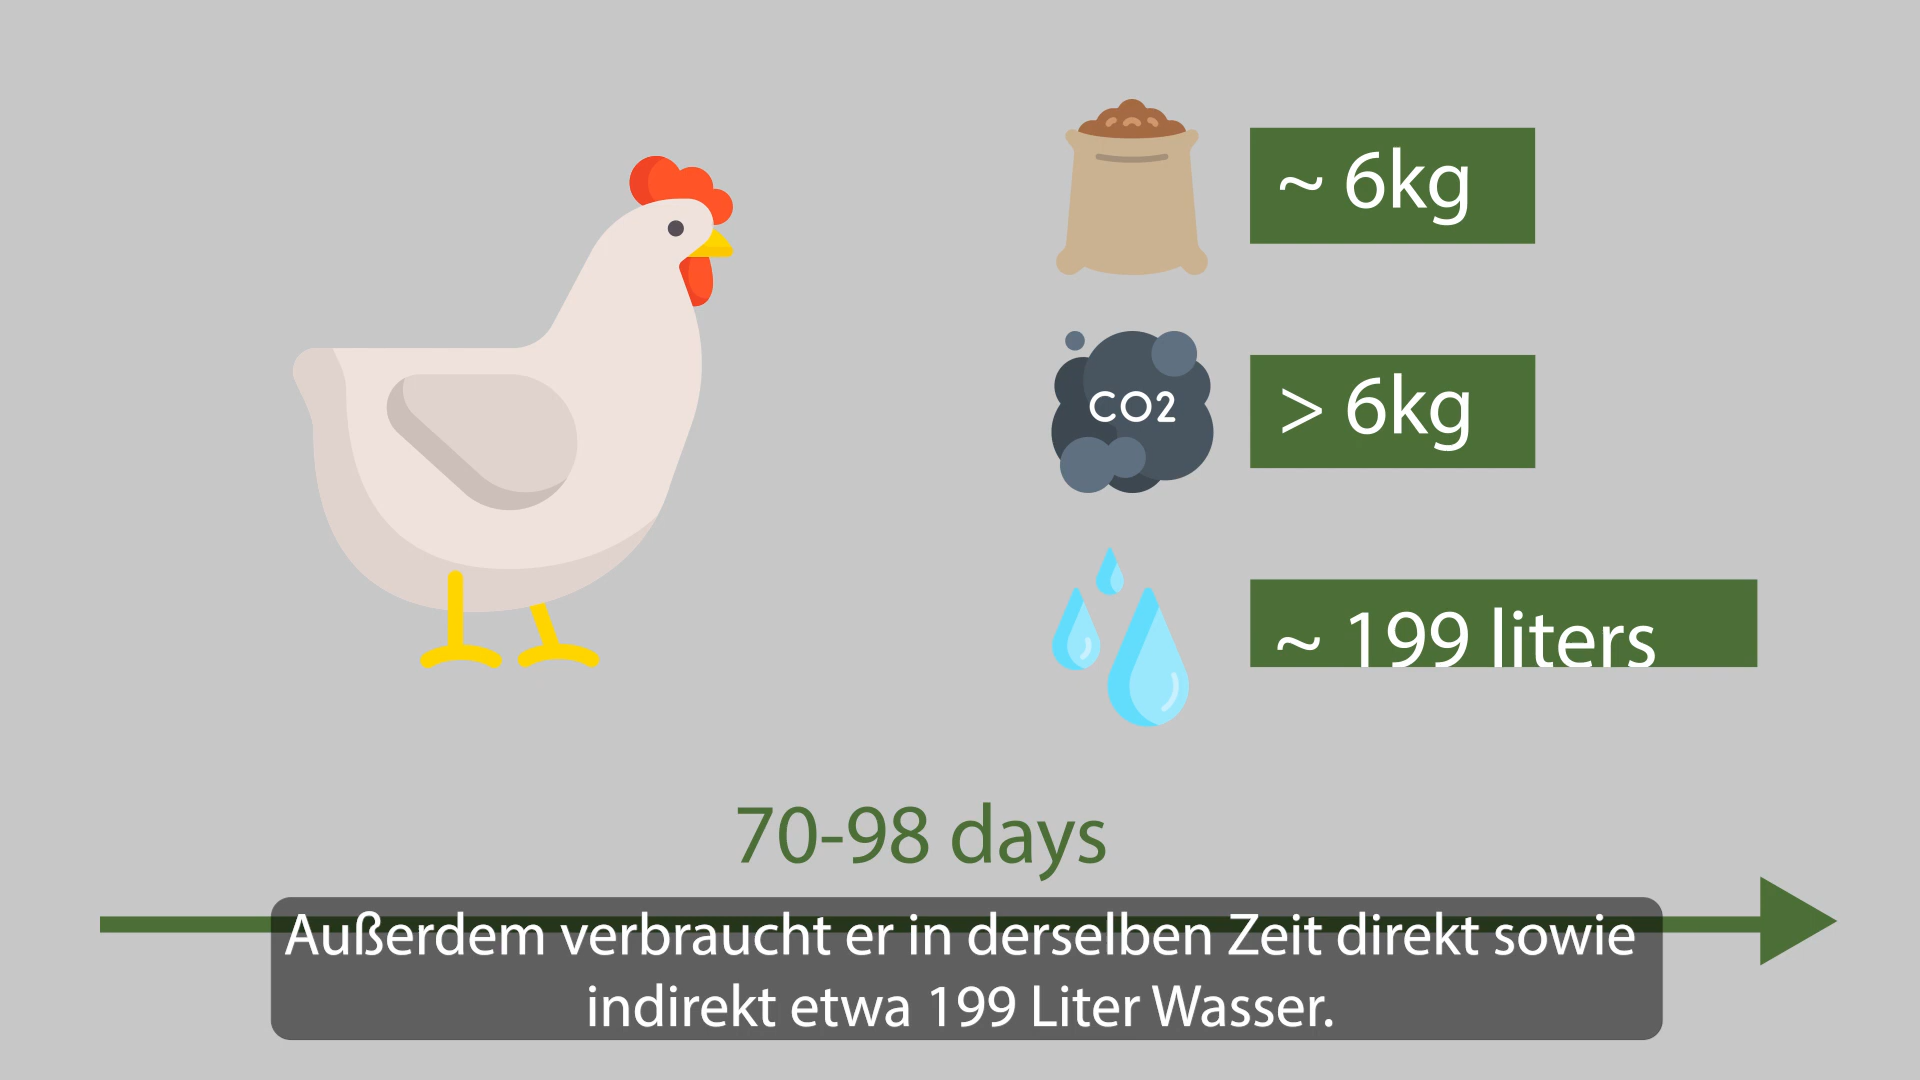 ~ 6kg
CO2
> 6kg
~ 199 liters
70-98 days
Außerdem verbraucht er in derselben Zeit direkt sowie
indirekt etwa 199 Liter Wasser.